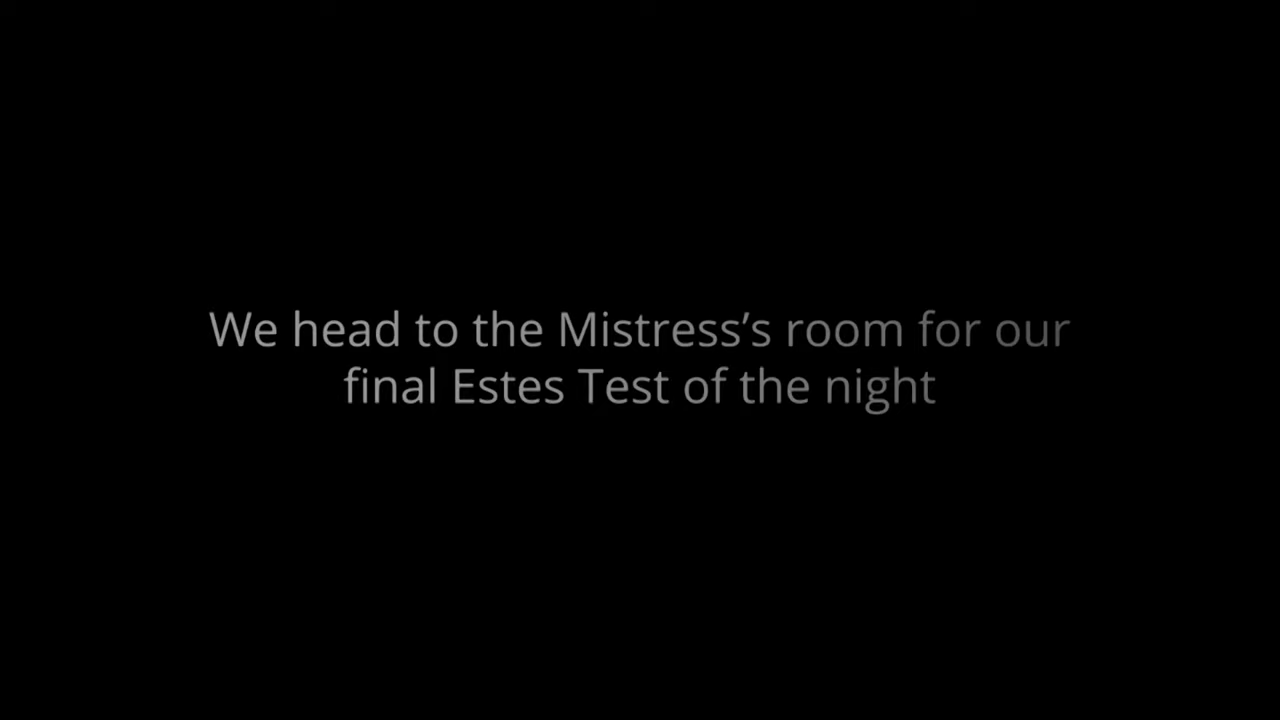 We head to the Mistress’s room for our
final Estes Test of the night